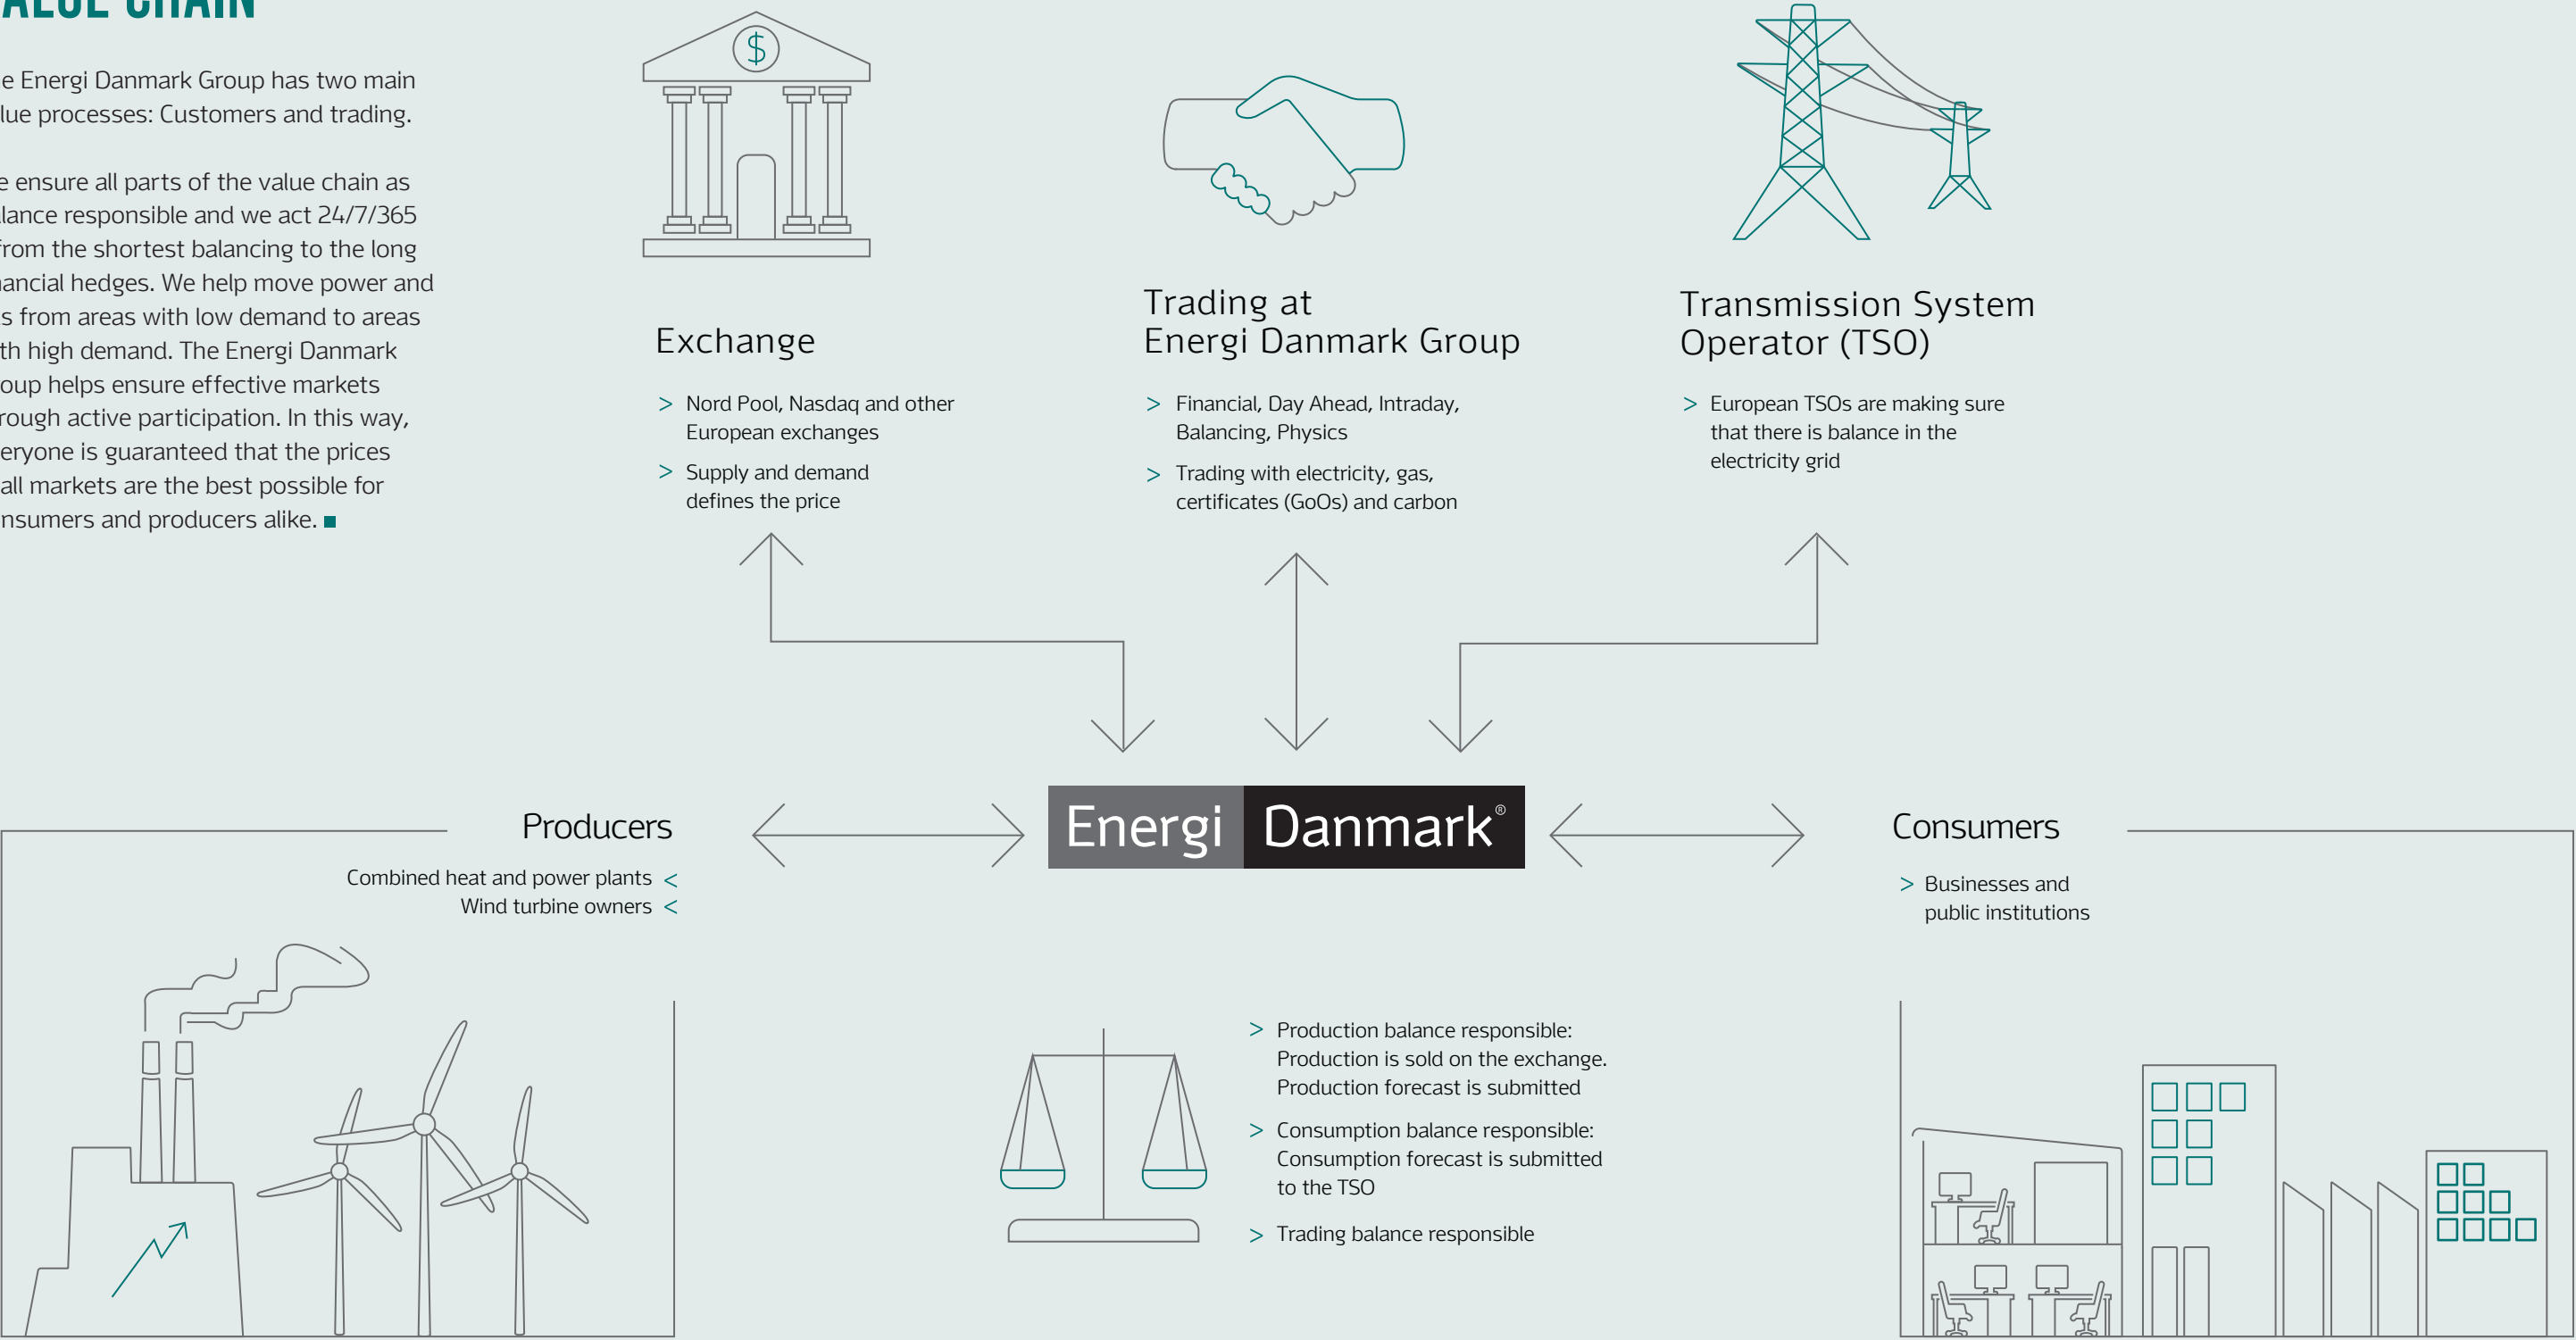 ALUE CHAIN
e Energi Danmark Group has two main
lue processes: Customers and trading.
e ensure all parts of the value chain as
lance responsible and we act 24/7/365
from the shortest balancing to the long
ancial hedges. We help move power and
s from areas with low demand to areas
th high demand. The Energi Danmark
oup helps ensure effective markets
rough active participation. In this way,
eryone is guaranteed that the prices
all markets are the best possible for
nsumers and producers alike.
$
Exchange
> Nord Pool, Nasdaq and other
European exchanges
> Supply and demand
defines the price
Trading at
Energi Danmark Group
> Financial, Day Ahead, Intraday,
Balancing, Physics
> Trading with electricity, gas,
certificates (GoOs) and carbon
Transmission System
Operator (TSO)
> European TSOs are making sure
that there is balance in the
electricity grid
Producers
Combined heat and power plants <
Wind turbine owners <
Energi Danmark®
Consumers
> Businesses and
public institutions
> Production balance responsible:
Production is sold on the exchange.
Production forecast is submitted
> Consumption balance responsible:
Consumption forecast is submitted
to the TSO
> Trading balance responsible